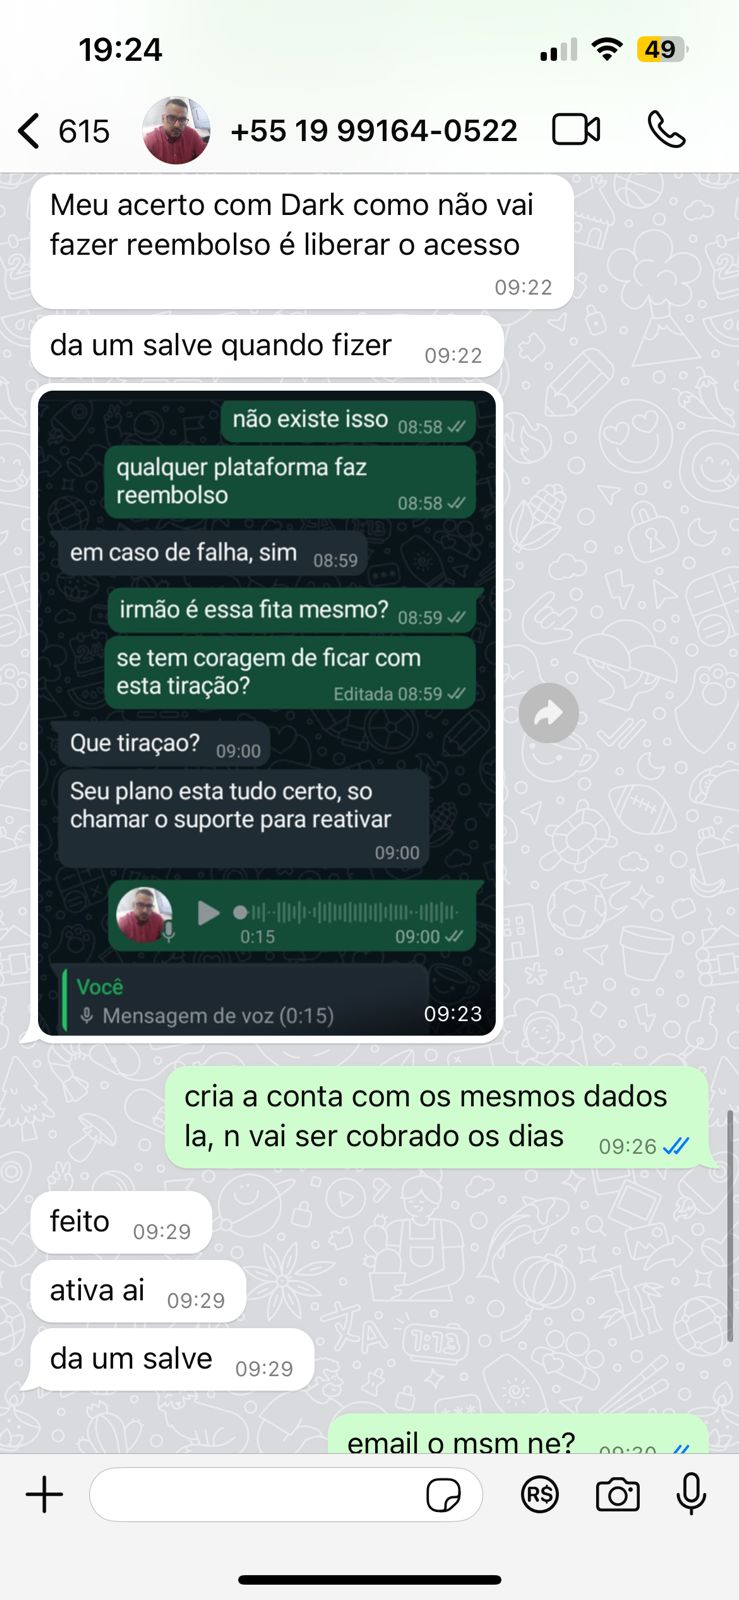 19:24
49
615
+55 19 99164-0522
Meu acerto com Dark como não vai
fazer reembolso é liberar o acesso
09:22
da um salve quando fizer 09:22
não existe isso 08:58
qualquer plataforma faz
reembolso
08:58
em caso de falha, sim 08:59
irmão é essa fita mesmo? 08:59
se tem coragem de ficar com
esta tiração?
Editada 08:59
Que tiraçao? 09:00
Seu plano esta tudo certo, so
chamar o suporte para reativar
09:00
0:15 09:00
Você
Mensagem de voz (0:15)
09:23
cria a conta com os mesmos dados
la, n vai ser cobrado os dias 09:26
feito 09:29
ativa ai 09:29
da um salve 09:29
email o msm ne? 09:30
R$